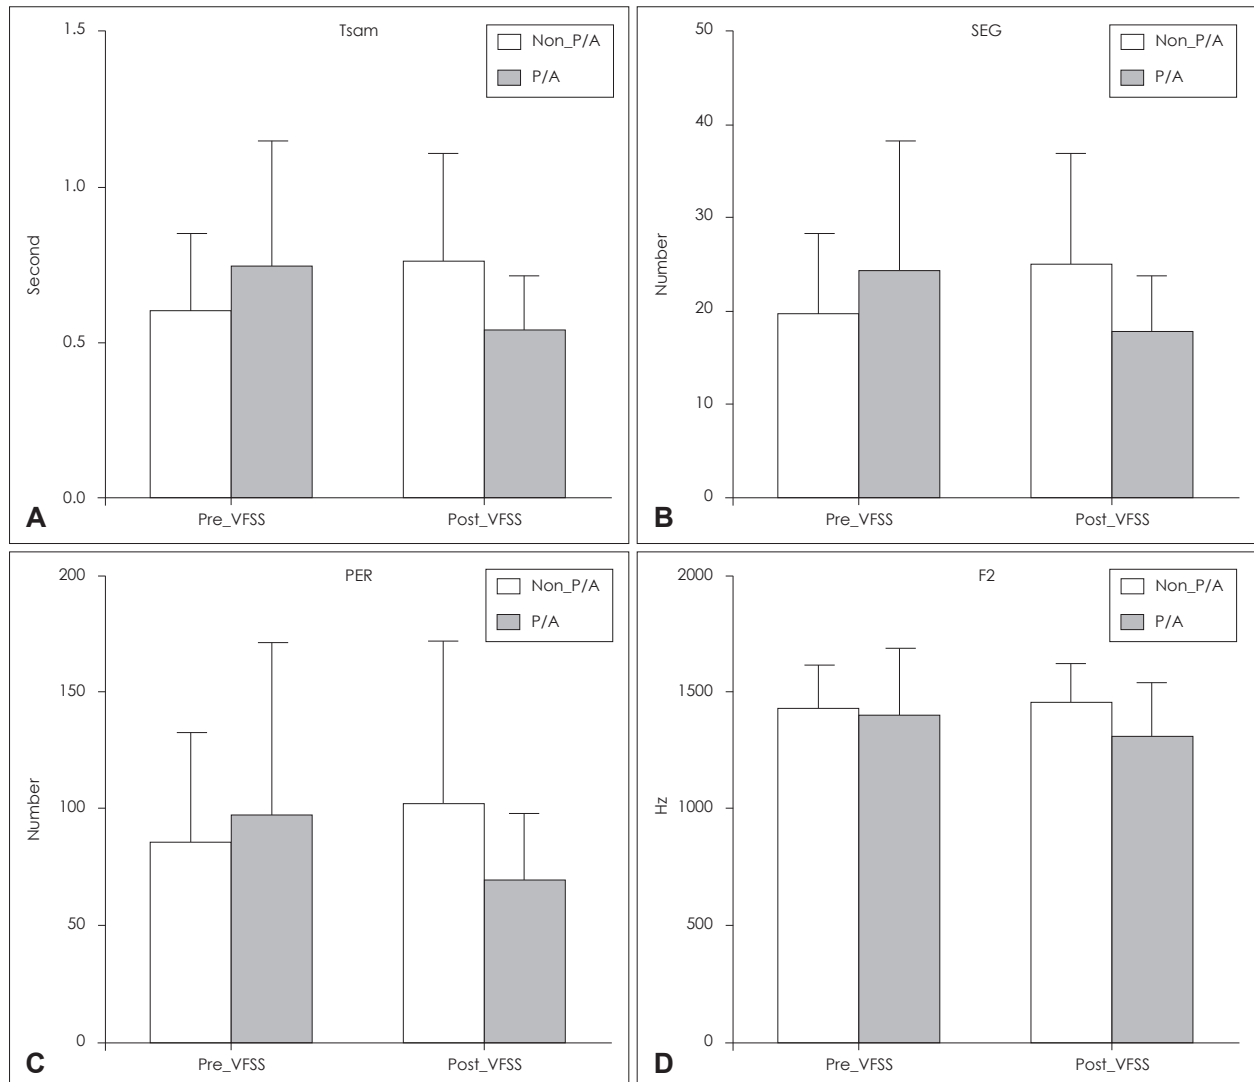 Tsam
Non_P/A
P/A
1.5
1.0
0.5
0.0
Second
Pre_VFSS
Post_VFSS
A
SEG
Non_P/A
P/A
50
40
30
20
10
0
Number
Pre_VFSS
Post_VFSS
B
PER
Non_P/A
P/A
200
150
100
50
0
Number
Pre_VFSS
Post_VFSS
C
F2
Non_P/A
P/A
2000
1500
1000
500
0
Hz
Pre_VFSS
Post_VFSS
D